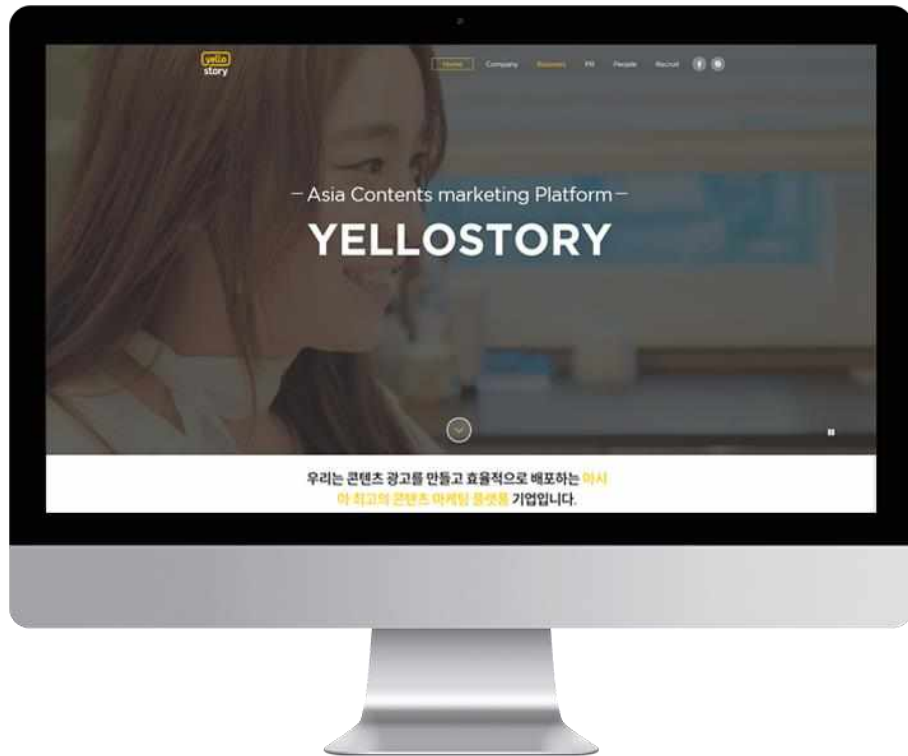 yello
story
Home Company Business PR People Recruit
— Asia Contents marketing Platform —
YELLOSTORY
우리는 콘텐츠 광고를 만들고 효율적으로 배포하는 아시
아 최고의 콘텐츠 마케팅 플랫폼 기업입니다.